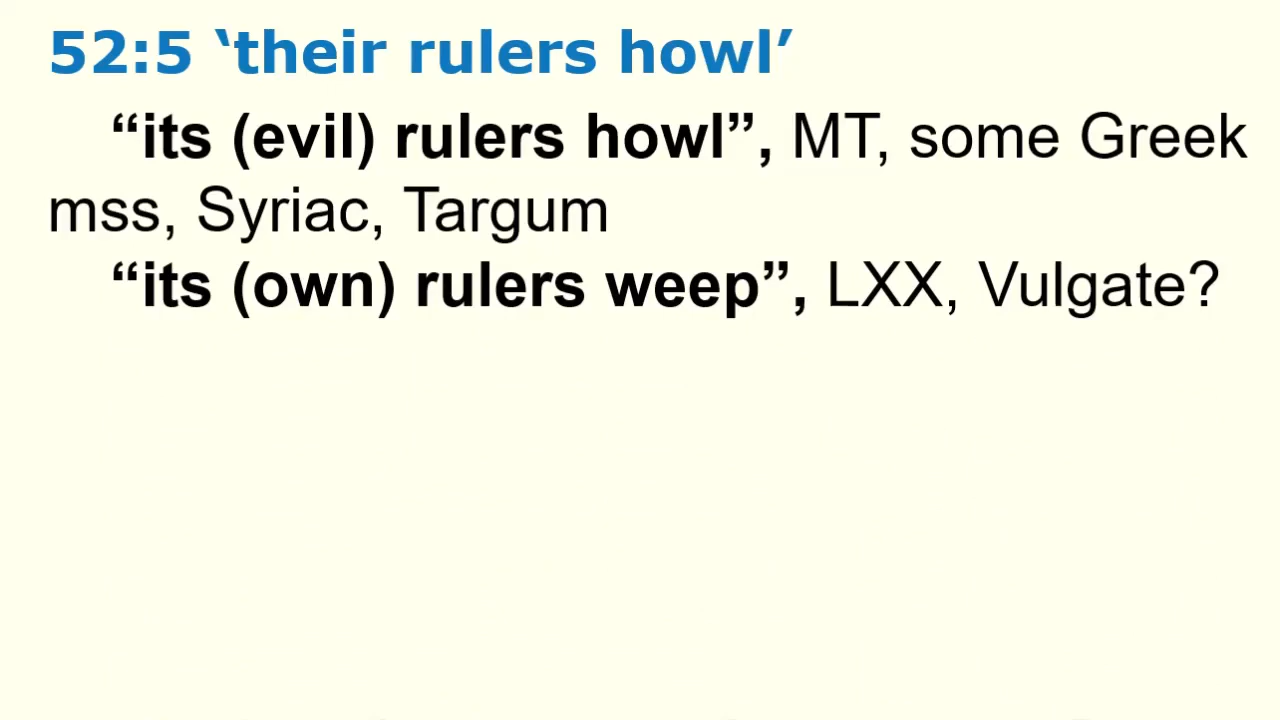 52:5 ‘their rulers howl’
“its (evil) rulers howl”, MT, some Greek
mss, Syriac, Targum
“its (own) rulers weep”, LXX, Vulgate?